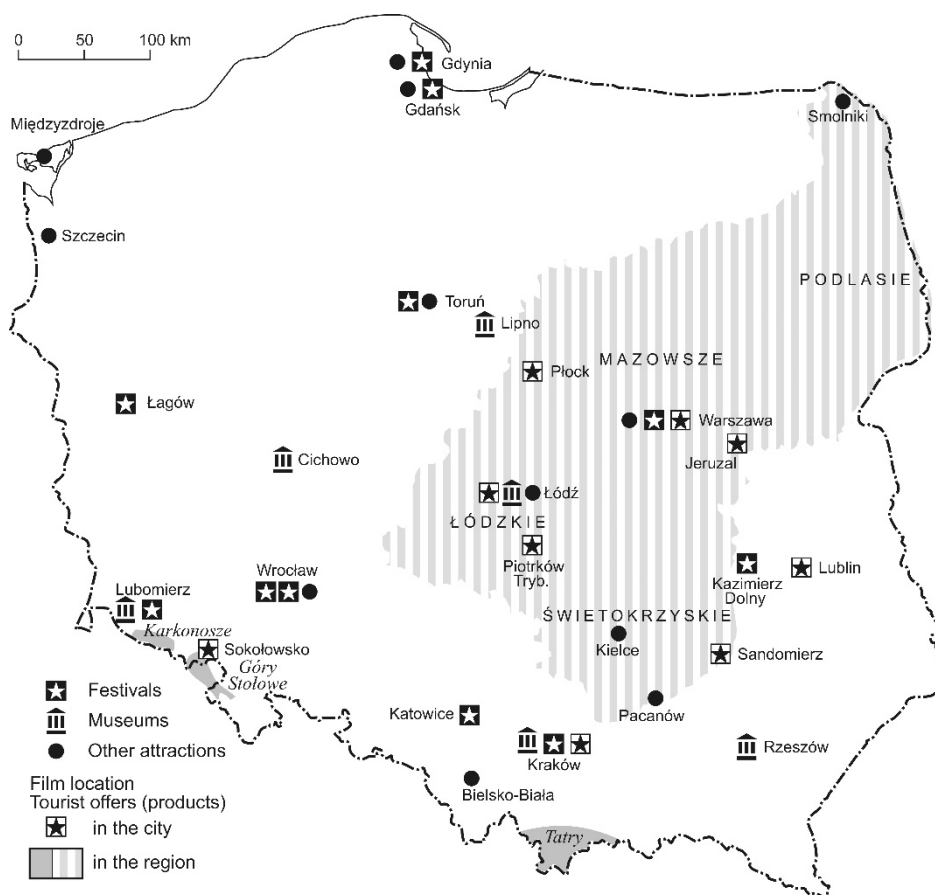 0 50 100 km
Gdynia
Gdańsk
Smolniki
Międzyzdroje
Szczecin
PODLASIE
Toruń
Lipno
MAZOWSZE
Płock
Łagów
Warszawa
Jeruzal
Cichowo
Łódź
ŁÓDZKIE
Piotrków
Tryb.
Kazimierz
Dolny
Lublin
Wrocław
Lubomierz
Karkonosze
ŚWIETOKRZYSKIE
Kielce
Sandomierz
Sokołowsko
Góry
Stołowe
Pacanów
Katowice
Kraków
Rzeszów
Bielsko-Biała
Tatry
Festivals
Museums
Other attractions
Film location
Tourist offers (products)
in the city
in the region